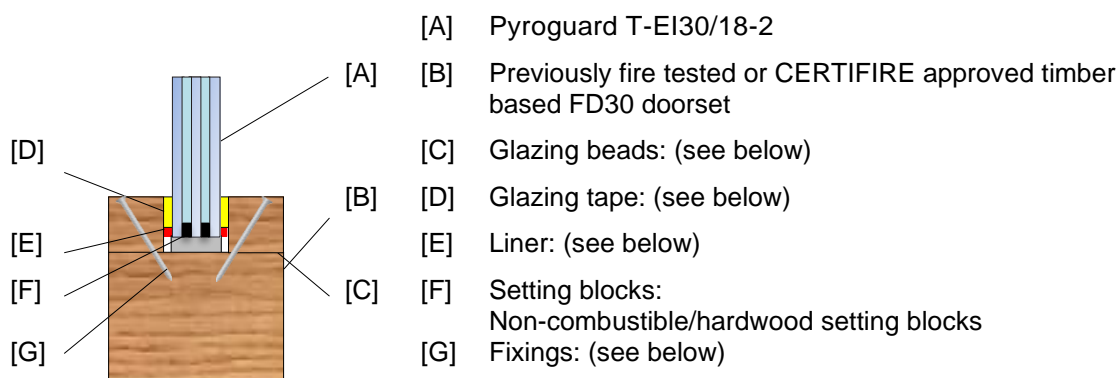 [A] Pyroguard T-EI30/18-2
[A] [B] Previously fire tested or CERTIFIRE approved timber
based FD30 doorset
[D] [C] Glazing beads: (see below)
[B] [D] Glazing tape: (see below)
[E] [E] Liner: (see below)
[F] [C] [F] Setting blocks:
Non-combustible/hardwood setting blocks
[G] [G] Fixings: (see below)